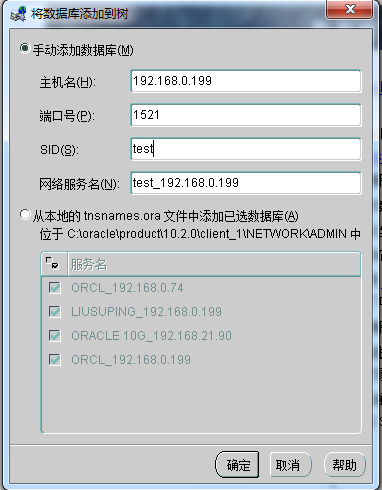 将数据库添加到树
手动添加数据库(M)
主机名(H): 192.168.0.199
端口号(P): 1521
SID(S): test
网络服务名(N): test_192.168.0.199
从本地的 tnsnames.ora 文件中添加已选数据库(A)
位于 C:\oracle\product\10.2.0\client_1\NETWORK\ADMIN 中
服务名
ORCL_192.168.0.74
LIUSUPING_192.168.0.199
ORACLE 10G_192.168.21.90
ORCL_192.168.0.199
确定 取消 帮助